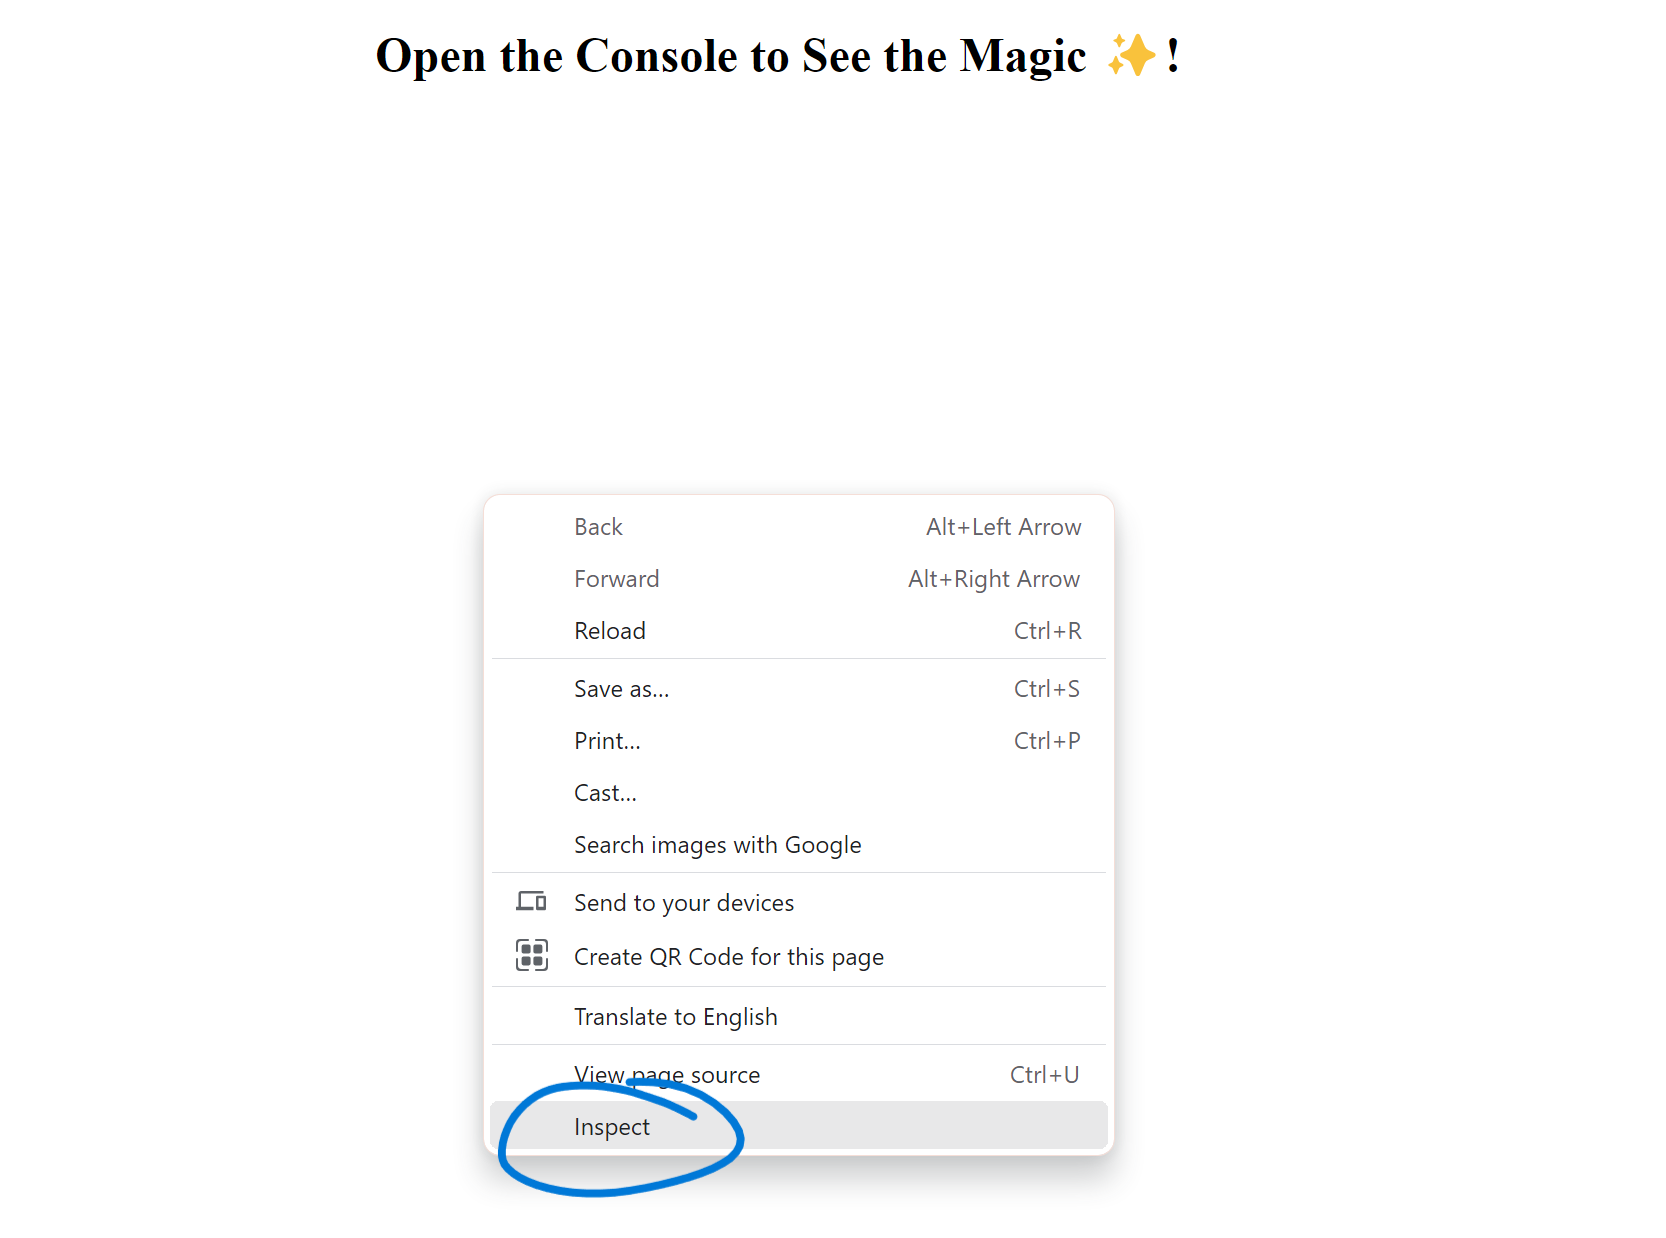 Open the Console to See the Magic ✨!
Back Alt+Left Arrow
Forward Alt+Right Arrow
Reload Ctrl+R
Save as... Ctrl+S
Print... Ctrl+P
Cast...
Search images with Google
Send to your devices
Create QR Code for this page
Translate to English
View page source Ctrl+U
Inspect